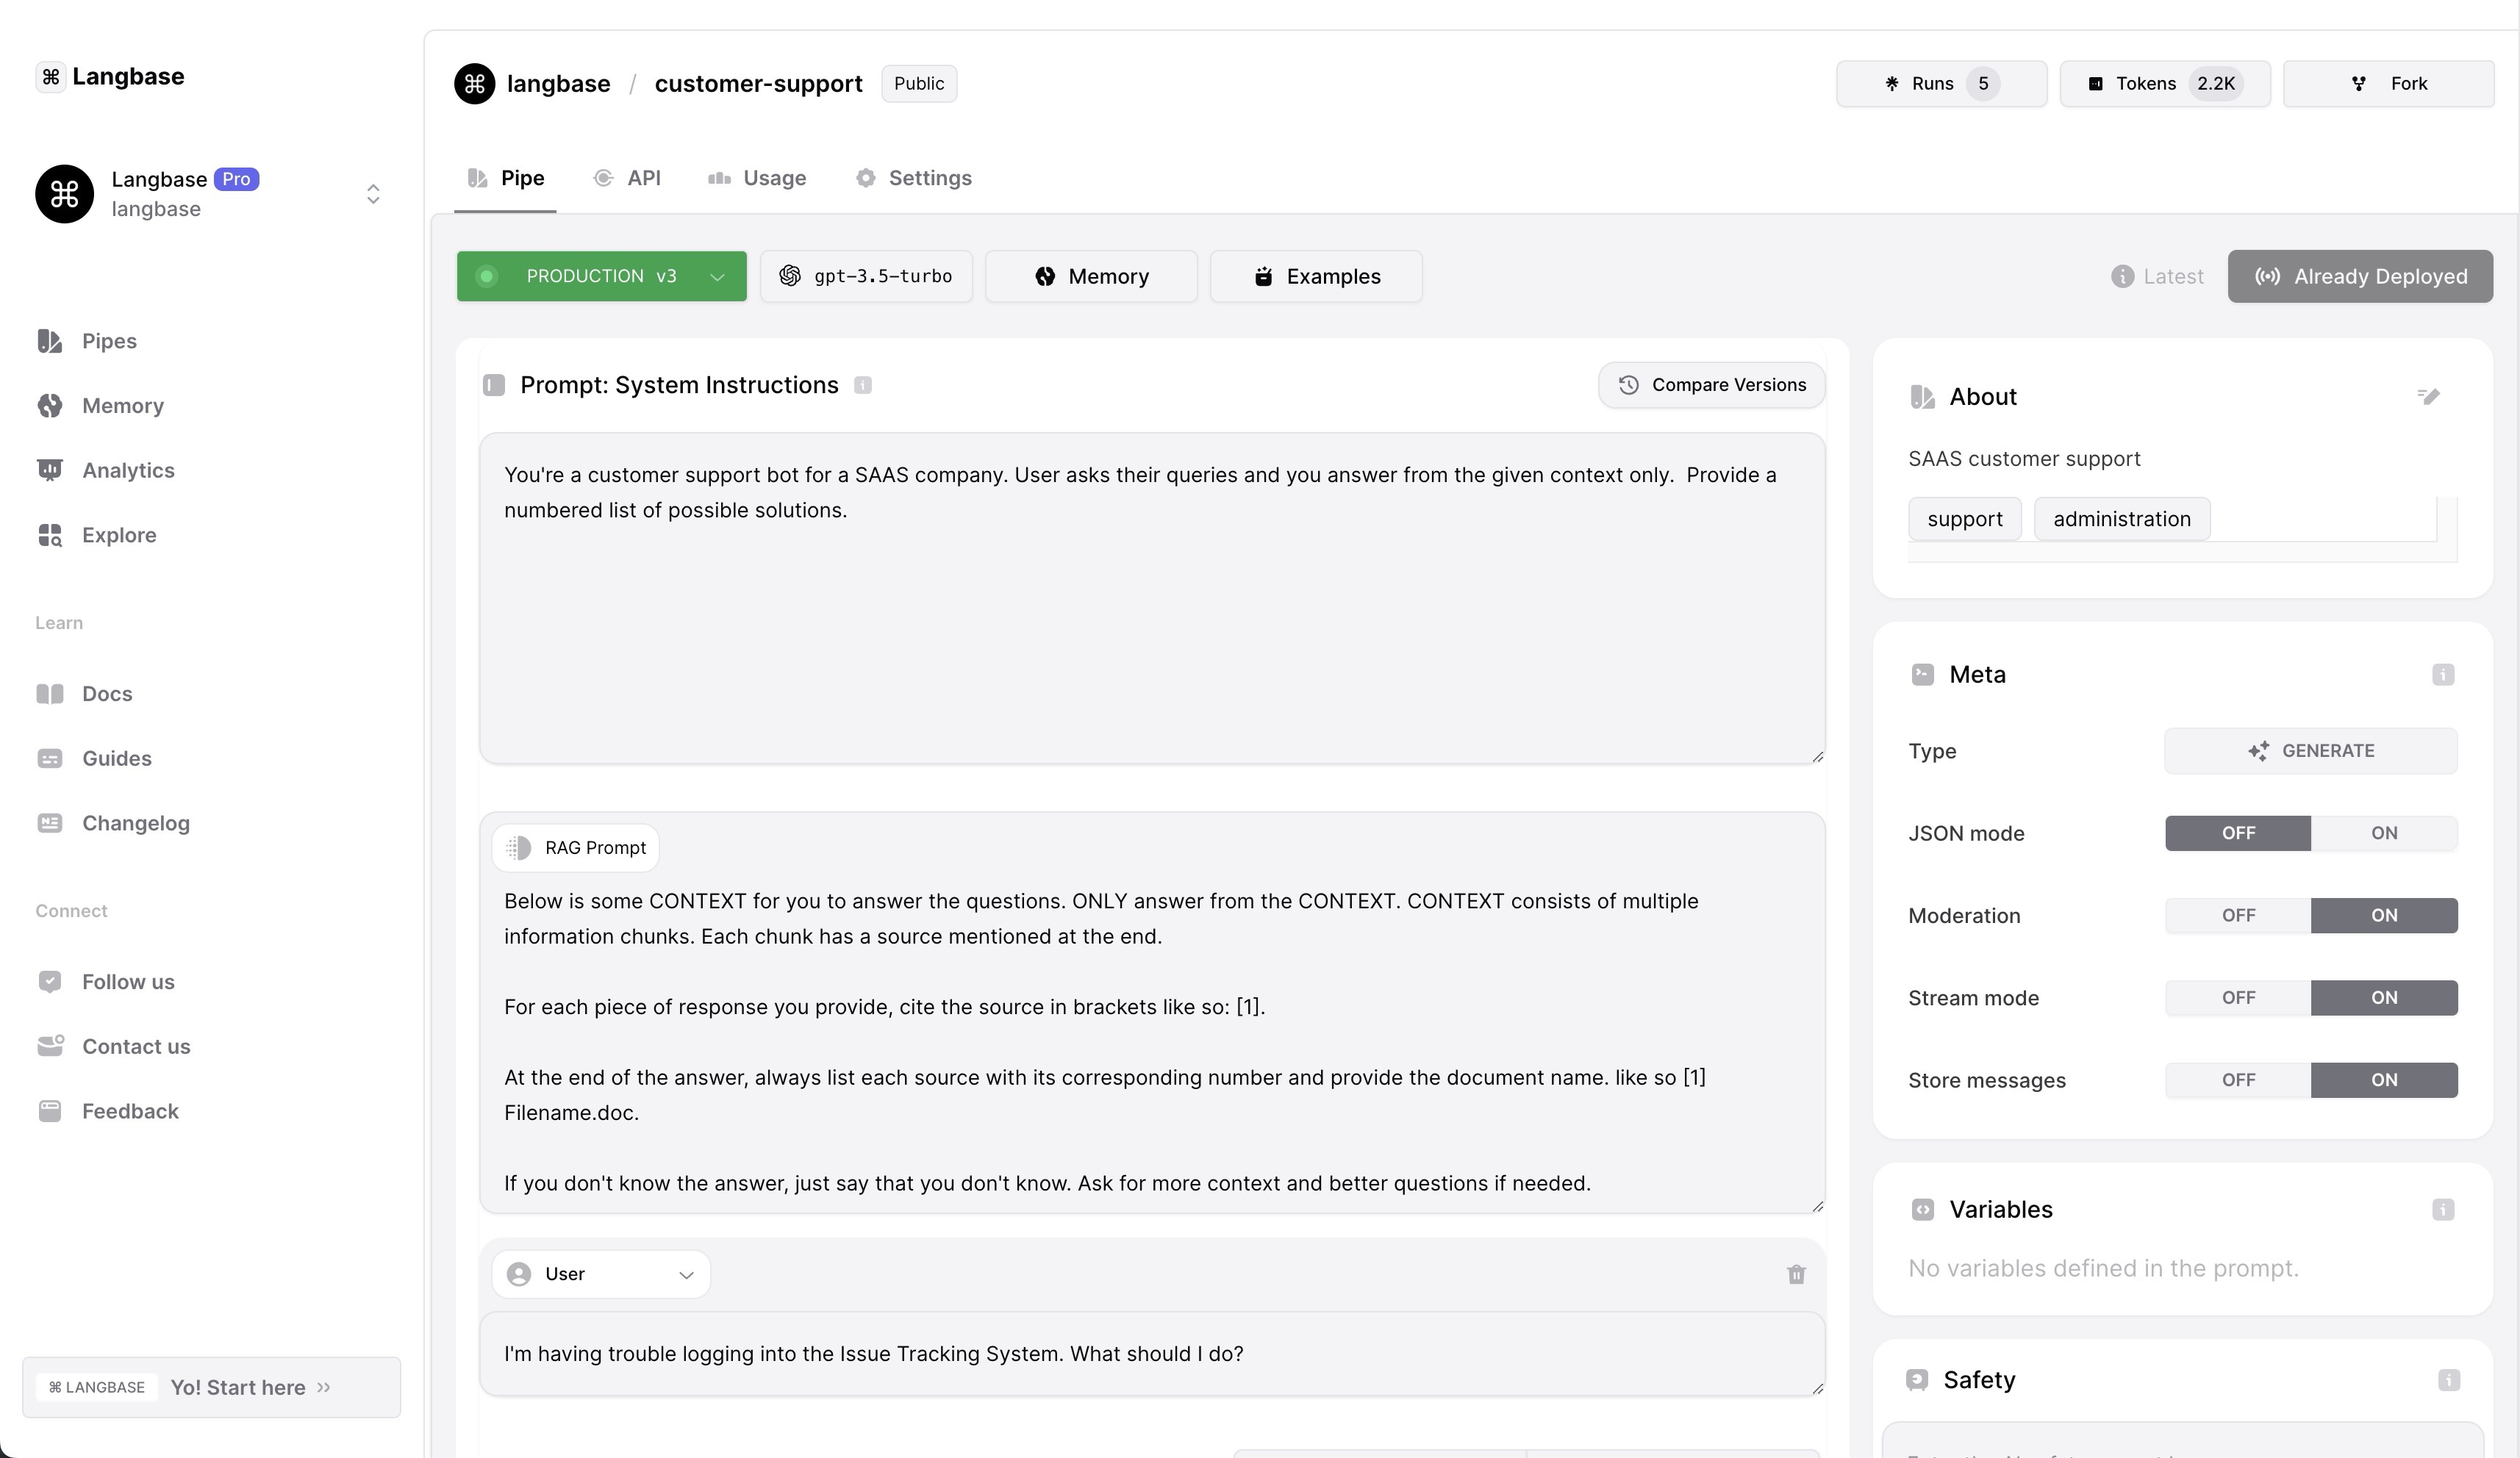 Langbase
Langbase Pro
langbase
Pipes
Memory
Analytics
Explore
Learn
Docs
Guides
Changelog
Connect
Follow us
Contact us
Feedback
⌘ LANGBASE Yo! Start here »
langbase / customer-support Public
Runs 5 Tokens 2.2K Fork
Pipe API Usage Settings
PRODUCTION v3 gpt-3.5-turbo Memory Examples
Latest Already Deployed
Prompt: System Instructions
Compare Versions
You're a customer support bot for a SAAS company. User asks their queries and you answer from the given context only.  Provide a
numbered list of possible solutions.
RAG Prompt
Below is some CONTEXT for you to answer the questions. ONLY answer from the CONTEXT. CONTEXT consists of multiple
information chunks. Each chunk has a source mentioned at the end.
For each piece of response you provide, cite the source in brackets like so: [1].
At the end of the answer, always list each source with its corresponding number and provide the document name. like so [1]
Filename.doc.
If you don't know the answer, just say that you don't know. Ask for more context and better questions if needed.
User
I'm having trouble logging into the Issue Tracking System. What should I do?
About
SAAS customer support
support administration
Meta
Type GENERATE
JSON mode OFF ON
Moderation OFF ON
Stream mode OFF ON
Store messages OFF ON
Variables
No variables defined in the prompt.
Safety